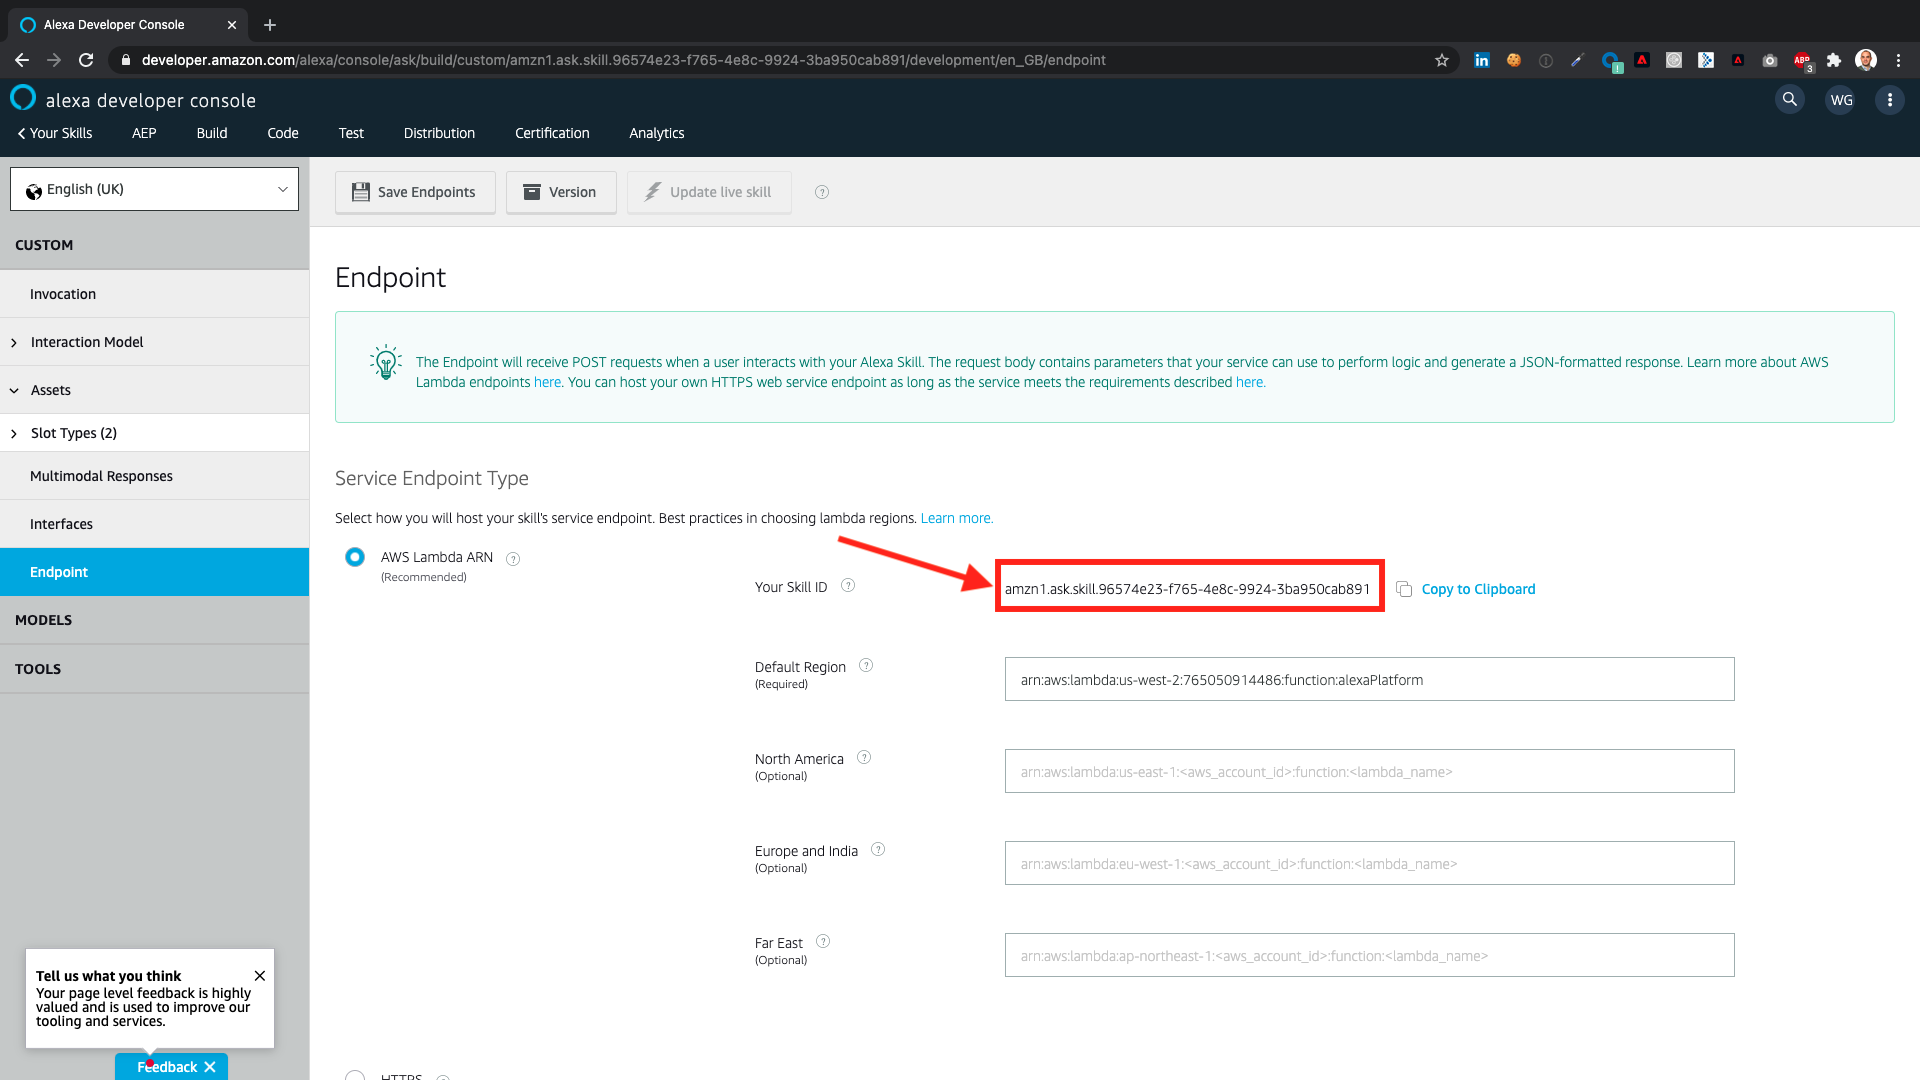 Alexa Developer Console
developer.amazon.com/alexa/console/ask/build/custom/amzn1.ask.skill.96574e23-f765-4e8c-9924-3ba950cab891/development/en_GB/endpoint
in
ABP
3
alexa developer console
WG
Your Skills
AEP
Build
Code
Test
Distribution
Certification
Analytics
English (UK)
Save Endpoints
Version
Update live skill
?
CUSTOM
Invocation
Interaction Model
Assets
Slot Types (2)
Multimodal Responses
Interfaces
Endpoint
MODELS
TOOLS
Endpoint
The Endpoint will receive POST requests when a user interacts with your Alexa Skill. The request body contains parameters that your service can use to perform logic and generate a JSON-formatted response. Learn more about AWS
Lambda endpoints here. You can host your own HTTPS web service endpoint as long as the service meets the requirements described here.
Service Endpoint Type
Select how you will host your skill's service endpoint. Best practices in choosing lambda regions. Learn more.
AWS Lambda ARN ?
(Recommended)
Your Skill ID ?
amzn1.ask.skill.96574e23-f765-4e8c-9924-3ba950cab891
Copy to Clipboard
Default Region ?
(Required)
arn:aws:lambda:us-west-2:765050914486:function:alexaPlatform
North America ?
(Optional)
arn:aws:lambda:us-east-1:<aws_account_id>:function:<lambda_name>
Europe and India ?
(Optional)
arn:aws:lambda:eu-west-1:<aws_account_id>:function:<lambda_name>
Far East ?
(Optional)
arn:aws:lambda:ap-northeast-1:<aws_account_id>:function:<lambda_name>
HTTPS
Tell us what you think
Your page level feedback is highly
valued and is used to improve our
tooling and services.
Feedback